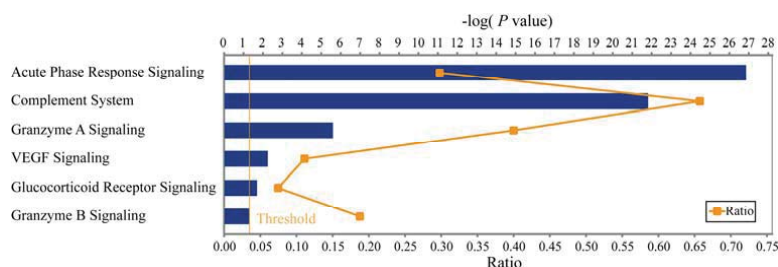 -log( P value)
0 1 2 3 4 5 6 7 8 9 10 11 12 13 14 15 16 17 18 19 20 21 22 23 24 25 26 27 28
Acute Phase Response Signaling
Complement System
Granzyme A Signaling
VEGF Signaling
Glucocorticoid Receptor Signaling
Granzyme B Signaling
Threshold
Ratio
0.00 0.05 0.10 0.15 0.20 0.25 0.30 0.35 0.40 0.45 0.50 0.55 0.60 0.65 0.70 0.75
Ratio